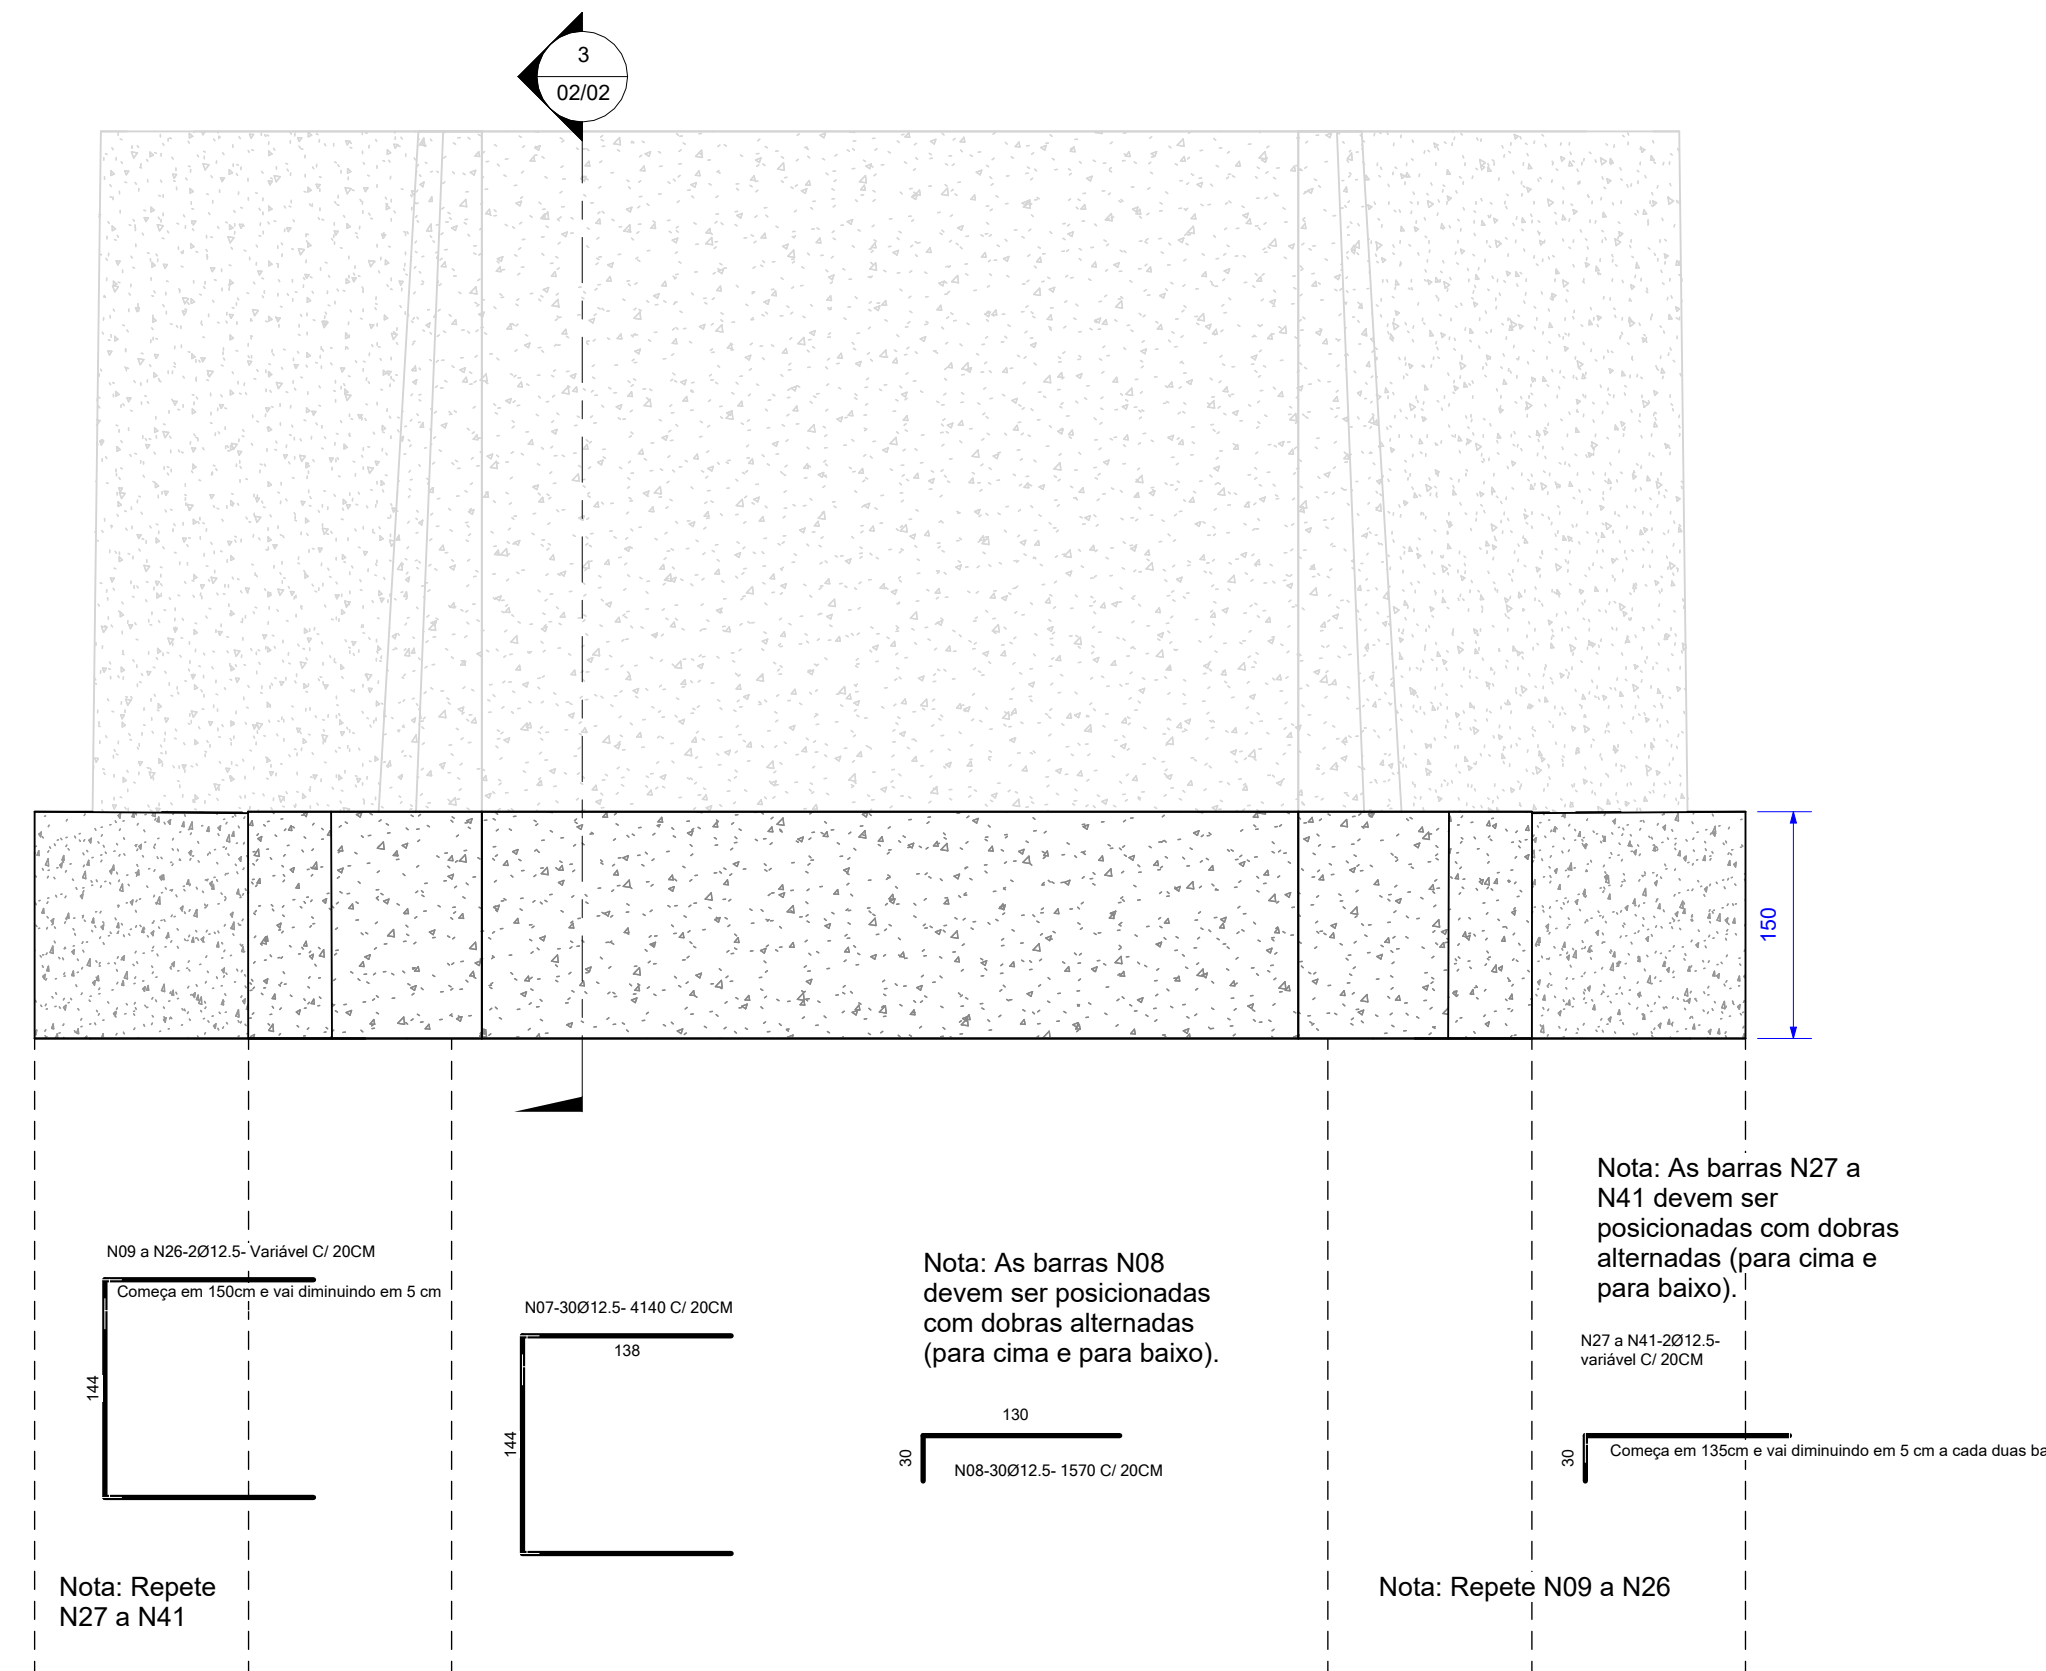 3
02/02
150
Nota: As barras N27 a
N41 devem ser
posicionadas com dobras
alternadas (para cima e
para baixo).
N09 a N26-2Ø12.5- Variável C/ 20CM
Começa em 150cm e vai diminuindo em 5 cm
144
N07-30Ø12.5- 4140 C/ 20CM
138
144
Nota: As barras N08
devem ser posicionadas
com dobras alternadas
(para cima e para baixo).
130
30
N08-30Ø12.5- 1570 C/ 20CM
N27 a N41-2Ø12.5-
variável C/ 20CM
30
Começa em 135cm e vai diminuindo em 5 cm a cada duas ba
Nota: Repete
N27 a N41
Nota: Repete N09 a N26